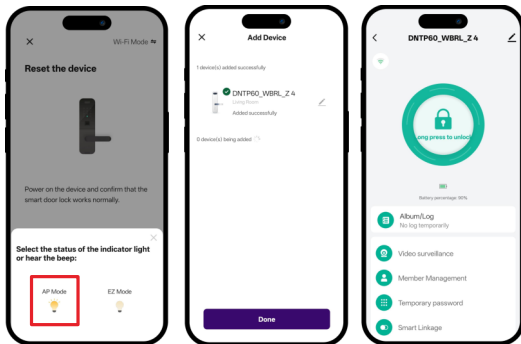 Wi-Fi Mode
Reset the device
Power on the device and confirm that the
smart door lock works normally.
Select the status of the indicator light
or hear the beep:
AP Mode
EZ Mode
Add Device
1 device(s) added successfully
DNTP60_WBRL_Z 4
Living Room
Added successfully
0 device(s) being added
Done
DNTP60_WBRL_Z 4
Long press to unlock
Battery percentage: 90%
Album/Log
No log temporarily
Video surveillance
Member Management
Temporary password
Smart Linkage